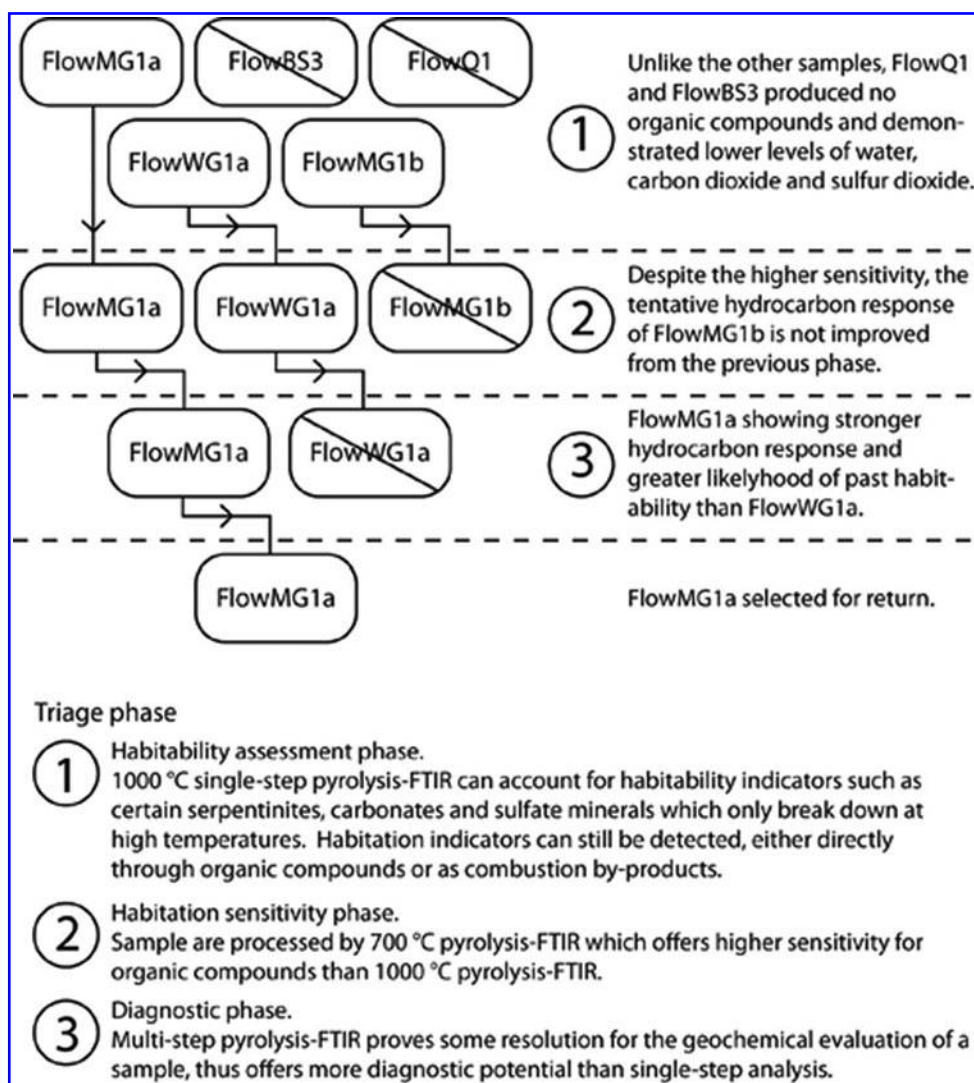 FlowMG1a FlowBS3 FlowQ1
FlowWG1a FlowMG1b
1
Unlike the other samples, FlowQ1
and FlowBS3 produced no
organic compounds and demon-
strated lower levels of water,
carbon dioxide and sulfur dioxide.
FlowMG1a FlowWG1a FlowMG1b
2
Despite the higher sensitivity, the
tentative hydrocarbon response
of FlowMG1b is not improved
from the previous phase.
FlowMG1a FlowWG1a
3
FlowMG1a showing stronger
hydrocarbon response and
greater likelyhood of past habit-
ability than FlowWG1a.
FlowMG1a
FlowMG1a selected for return.
Triage phase
1
Habitability assessment phase.
1000 °C single-step pyrolysis-FTIR can account for habitability indicators such as
certain serpentinites, carbonates and sulfate minerals which only break down at
high temperatures.  Habitation indicators can still be detected, either directly
through organic compounds or as combustion by-products.
2
Habitation sensitivity phase.
Sample are processed by 700 °C pyrolysis-FTIR which offers higher sensitivity for
organic compounds than 1000 °C pyrolysis-FTIR.
3
Diagnostic phase.
Multi-step pyrolysis-FTIR proves some resolution for the geochemical evaluation of a
sample, thus offers more diagnostic potential than single-step analysis.